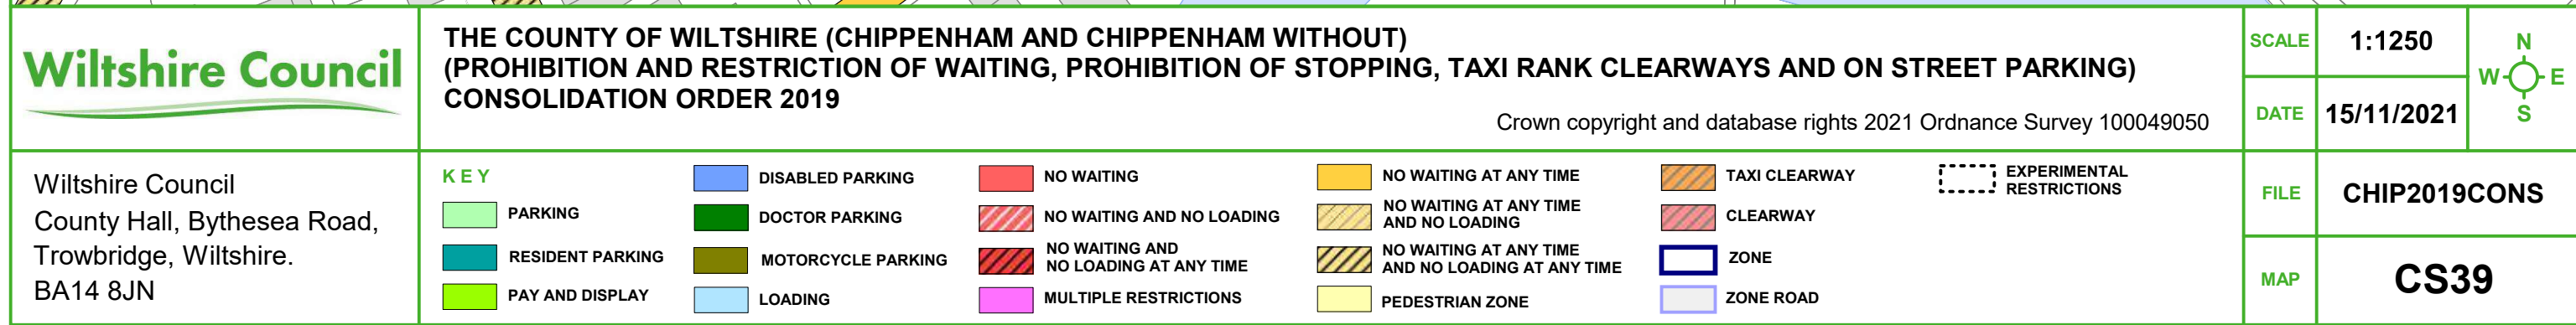 Wiltshire Council
THE COUNTY OF WILTSHIRE (CHIPPENHAM AND CHIPPENHAM WITHOUT)
(PROHIBITION AND RESTRICTION OF WAITING, PROHIBITION OF STOPPING, TAXI RANK CLEARWAYS AND ON STREET PARKING)
CONSOLIDATION ORDER 2019
Crown copyright and database rights 2021 Ordnance Survey 100049050
SCALE 1:1250
DATE 15/11/2021
N
W E
S
Wiltshire Council
County Hall, Bythesea Road,
Trowbridge, Wiltshire.
BA14 8JN
KEY
PARKING
RESIDENT PARKING
PAY AND DISPLAY
DISABLED PARKING
DOCTOR PARKING
MOTORCYCLE PARKING
LOADING
NO WAITING
NO WAITING AND NO LOADING
NO WAITING AND
NO LOADING AT ANY TIME
MULTIPLE RESTRICTIONS
NO WAITING AT ANY TIME
NO WAITING AT ANY TIME
AND NO LOADING
NO WAITING AT ANY TIME
AND NO LOADING AT ANY TIME
PEDESTRIAN ZONE
TAXI CLEARWAY
CLEARWAY
ZONE
ZONE ROAD
EXPERIMENTAL
RESTRICTIONS
FILE CHIP2019CONS
MAP CS39